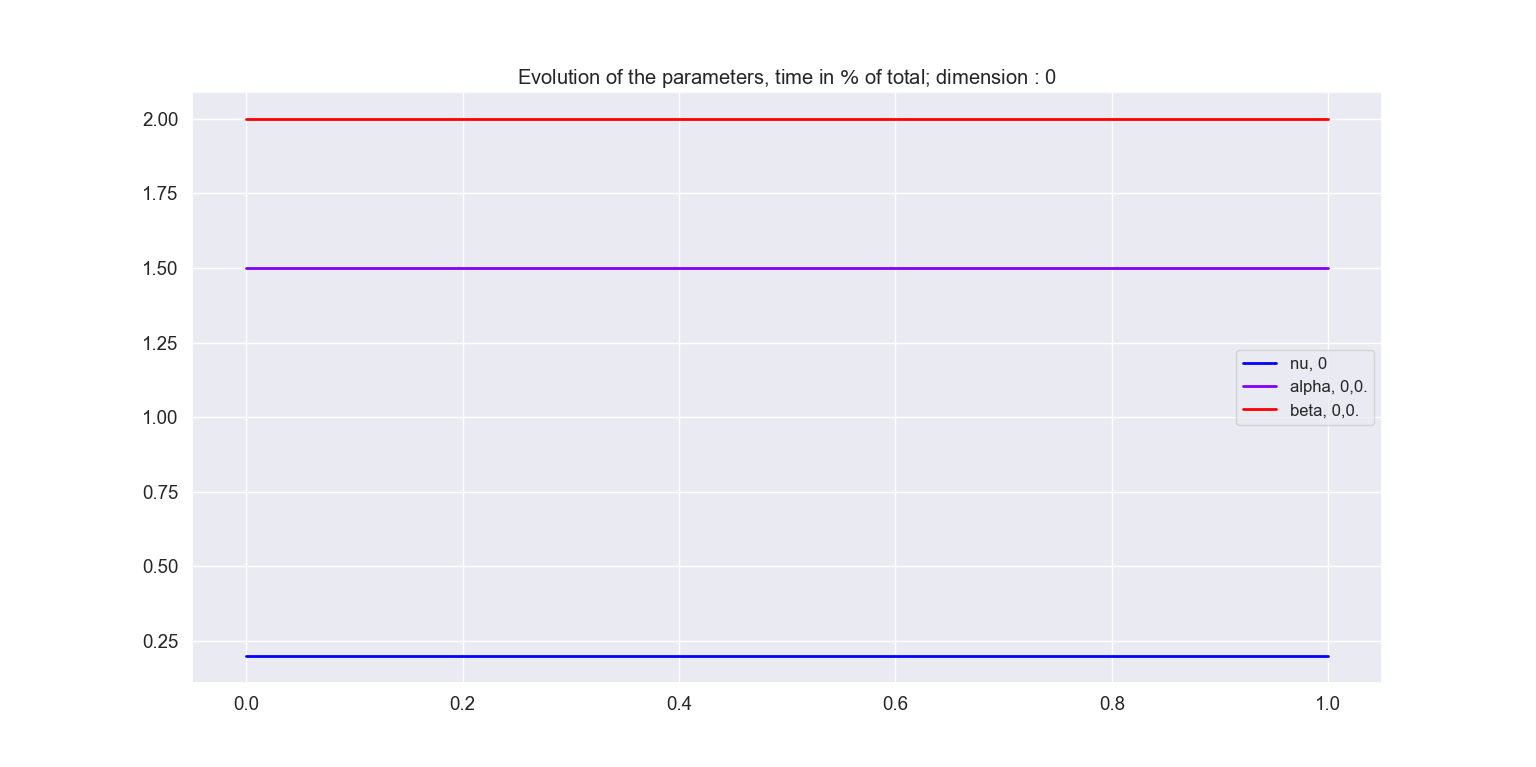 Evolution of the parameters, time in % of total; dimension : 0
2.00
1.75
1.50
1.25
1.00
0.75
0.50
0.25
nu, 0
alpha, 0,0.
beta, 0,0.
0.0 0.2 0.4 0.6 0.8 1.0